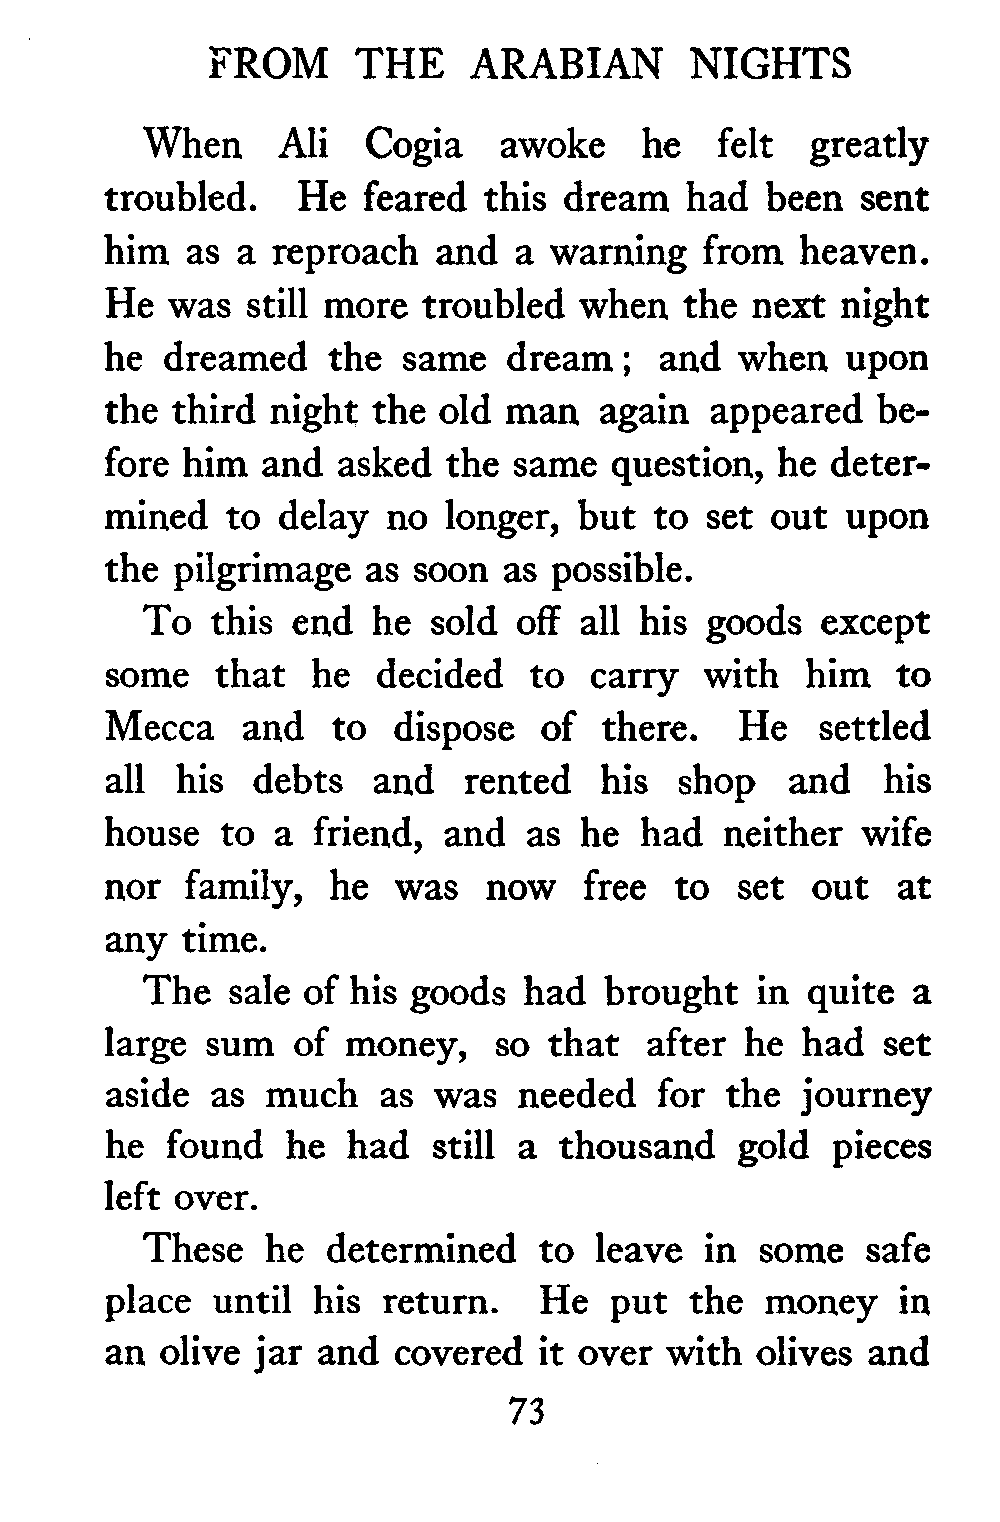 FROM THE ARABIAN NIGHTS
When Ali Cogia awoke he felt greatly
troubled. He feared this dream had been sent
him as a reproach and a warning from heaven.
He was still more troubled when the next night
he dreamed the same dream; and when upon
the third night the old man again appeared be-
fore him and asked the same question, he deter-
mined to delay no longer, but to set out upon
the pilgrimage as soon as possible.
To this end he sold off all his goods except
some that he decided to carry with him to
Mecca and to dispose of there. He settled
all his debts and rented his shop and his
house to a friend, and as he had neither wife
nor family, he was now free to set out at
any time.
The sale of his goods had brought in quite a
large sum of money, so that after he had set
aside as much as was needed for the journey
he found he had still a thousand gold pieces
left over.
These he determined to leave in some safe
place until his return. He put the money in
an olive jar and covered it over with olives and
73